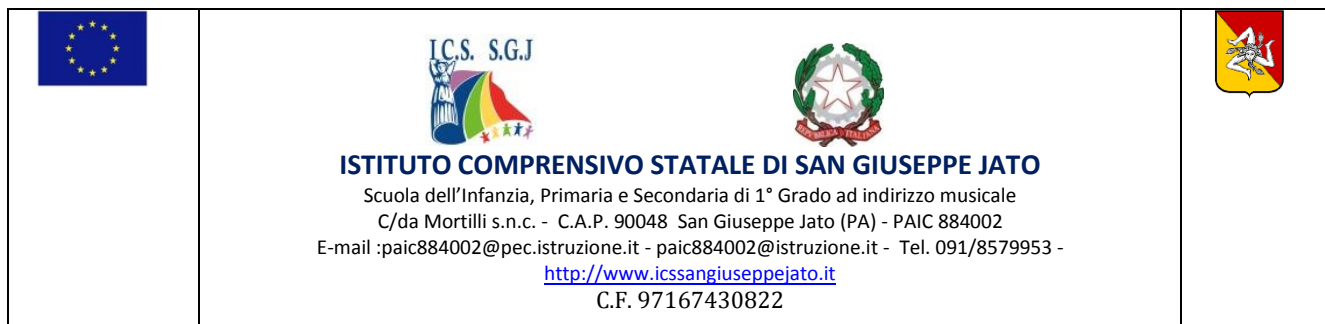 I.C.S. S.G.J
REPVBBLICA ITALIANA
ISTITUTO COMPRENSIVO STATALE DI SAN GIUSEPPE JATO
Scuola dell’Infanzia, Primaria e Secondaria di 1° Grado ad indirizzo musicale
C/da Mortilli s.n.c. - C.A.P. 90048 San Giuseppe Jato (PA) - PAIC 884002
E-mail :paic884002@pec.istruzione.it - paic884002@istruzione.it - Tel. 091/8579953 -
http://www.icssangiuseppejato.it
C.F. 97167430822